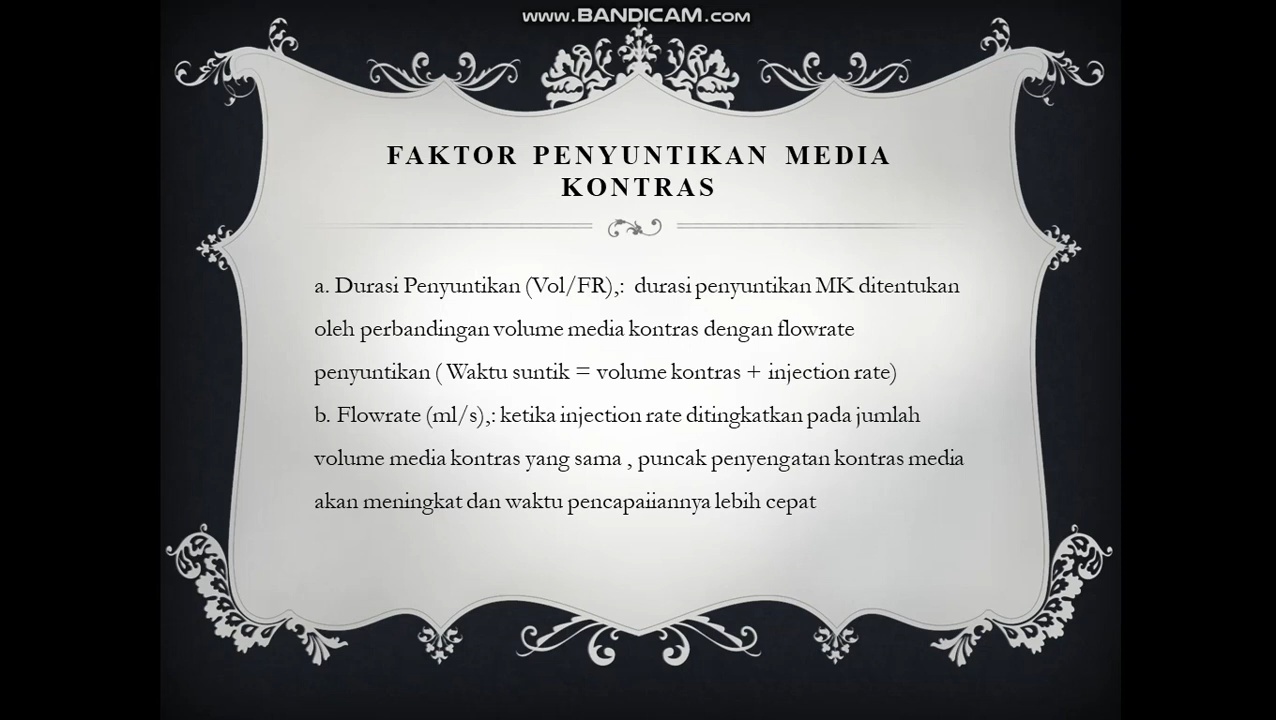 www.BANDICAM.com
FAKTOR PENYUNTIKAN MEDIA
KONTRAS
a. Durasi Penyuntikan (Vol/FR),: durasi penyuntikan MK ditentukan
oleh perbandingan volume media kontras dengan flowrate
penyuntikan ( Waktu suntik = volume kontras + injection rate)
b. Flowrate (ml/s),: ketika injection rate ditingkatkan pada jumlah
volume media kontras yang sama , puncak penyengatan kontras media
akan meningkat dan waktu pencapaiiannya lebih cepat